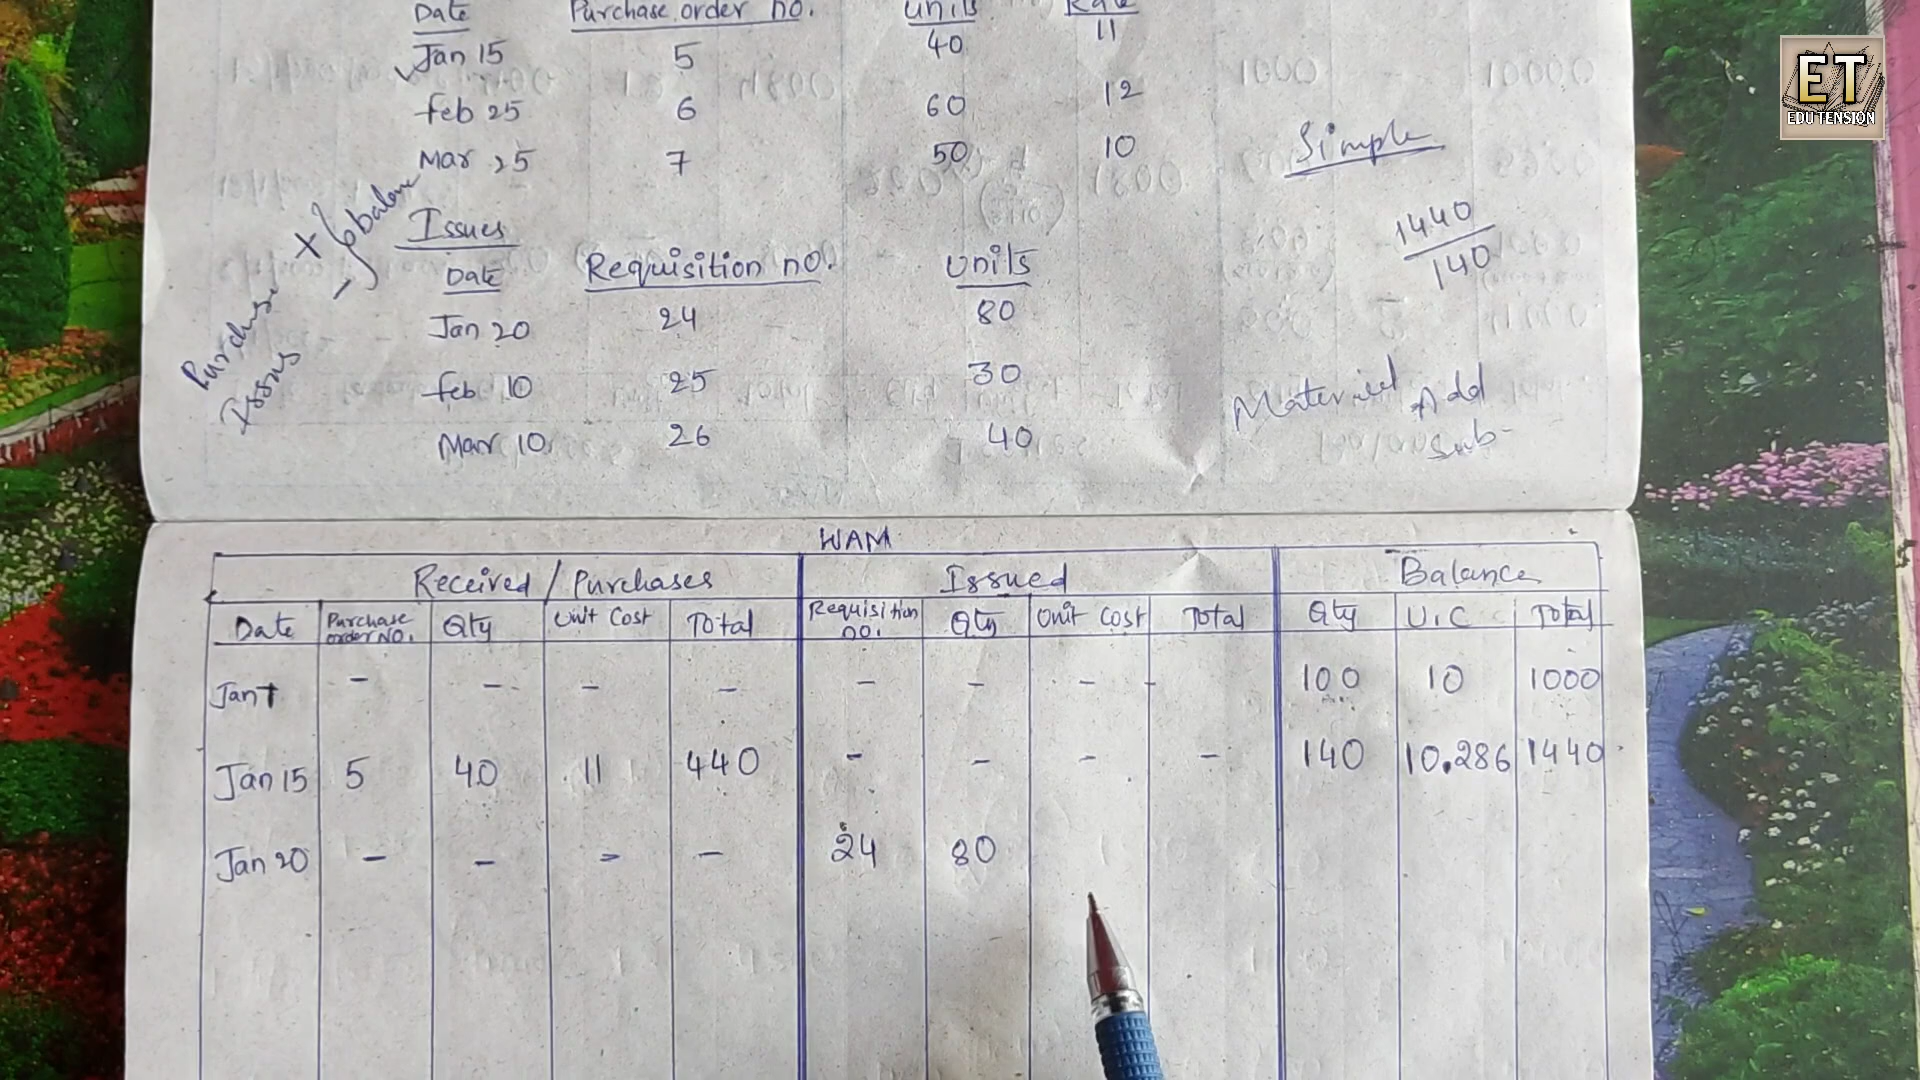 Date Purchase order no. Units Rate
Jan 15 5 40 11
Feb 25 6 60 12
Mar 25 7 50 10
Simple
1440
140
Purchase + balance
Issues -
Issues
Date Requisition no. Units
Jan 20 24 80
Feb 10 25 30
Mar 10 26 40
Material Add
Sub-
WAM
Received / Purchases Issued Balance
Date Purchase order NO. Qty Unit Cost Total Requisition no. Qty Unit Cost Total Qty U.C Total
Jan 1 - - - - - - - - 100 10 1000
Jan 15 5 40 11 440 - - - - 140 10.286 1440
Jan 20 - - - - 24 80
ET
EDU TENSION